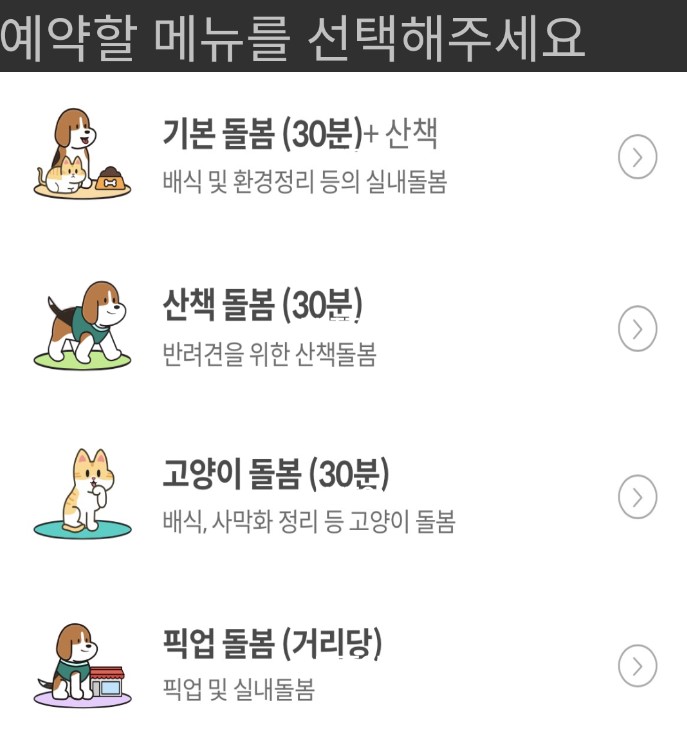 예약할 메뉴를 선택해주세요
기본 돌봄 (30분)+ 산책
배식 및 환경정리 등의 실내돌봄
산책 돌봄 (30분)
반려견을 위한 산책돌봄
고양이 돌봄 (30분)
배식, 사막화 정리 등 고양이 돌봄
픽업 돌봄 (거리당)
픽업 및 실내돌봄